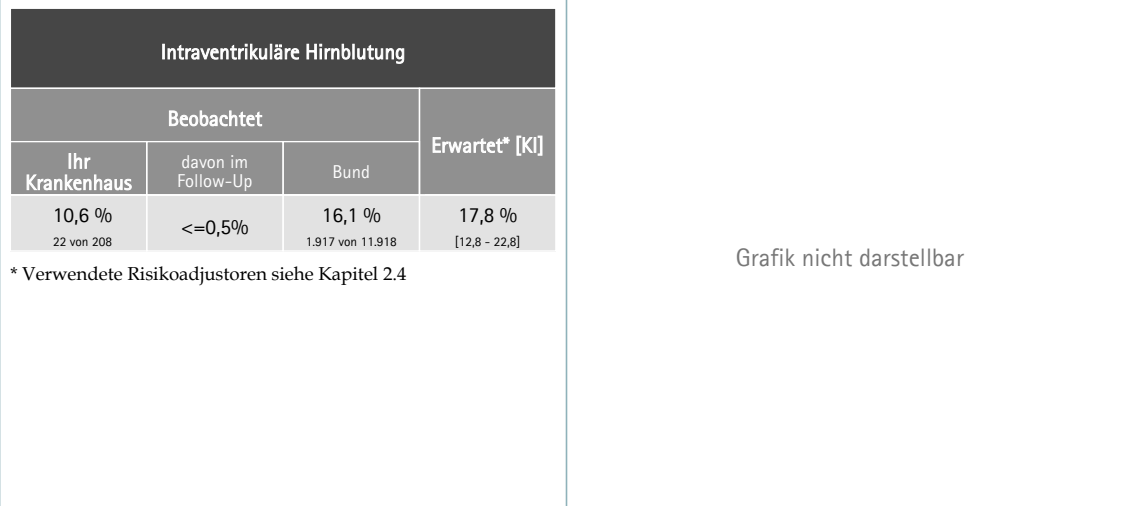 Intraventrikuläre Hirnblutung
Beobachtet
Erwartet* [KI]
Ihr
Krankenhaus
davon im
Follow-Up
Bund
10,6 %
22 von 208
<=0,5%
16,1 %
1.917 von 11.918
17,8 %
[12,8 - 22,8]
* Verwendete Risikoadjustoren siehe Kapitel 2.4
Grafik nicht darstellbar